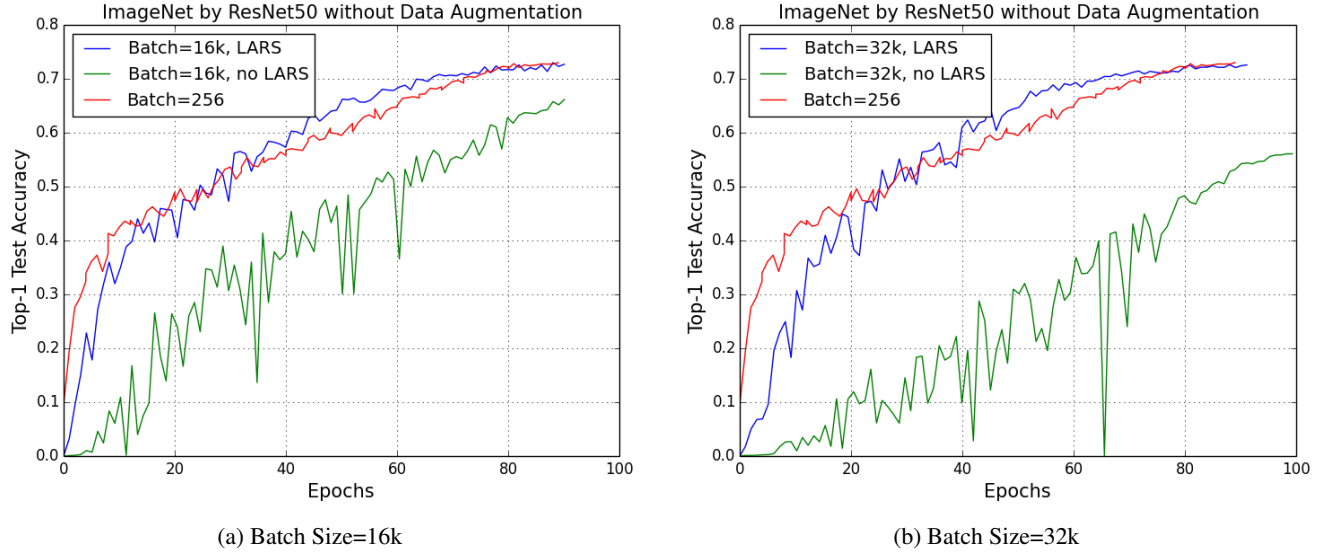 ImageNet by ResNet50 without Data Augmentation
Batch=16k, LARS
Batch=16k, no LARS
Batch=256
Top-1 Test Accuracy
0.8
0.7
0.6
0.5
0.4
0.3
0.2
0.1
0.0
0 20 40 60 80 100
Epochs
(a) Batch Size=16k
ImageNet by ResNet50 without Data Augmentation
Batch=32k, LARS
Batch=32k, no LARS
Batch=256
Top-1 Test Accuracy
0.8
0.7
0.6
0.5
0.4
0.3
0.2
0.1
0.0
0 20 40 60 80 100
Epochs
(b) Batch Size=32k